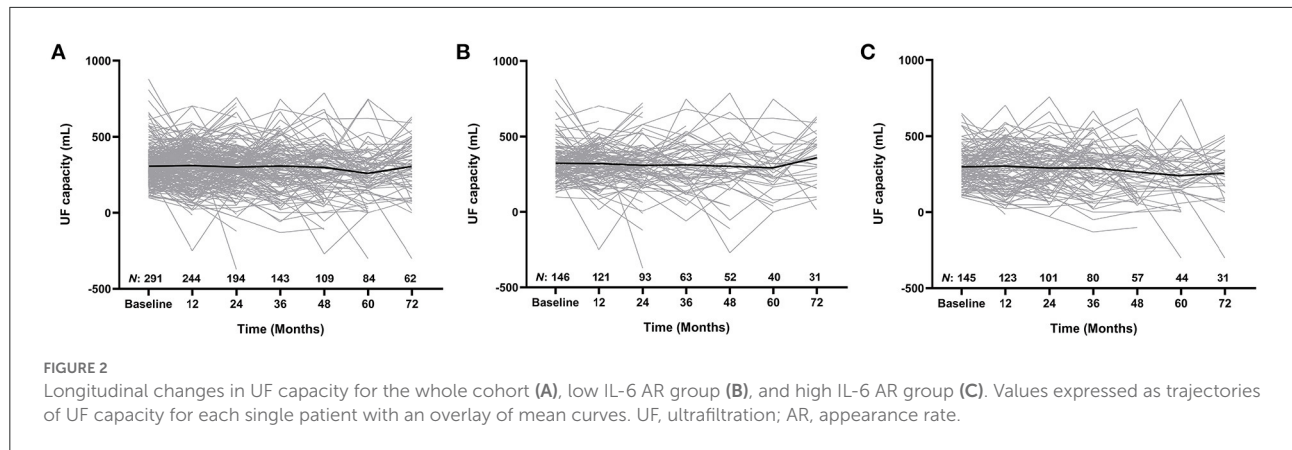 A
1000
500
0
-500
UF capacity (mL)
N: 291 244 194 143 109 84 62
Baseline 12 24 36 48 60 72
Time (Months)
B
1000
500
0
-500
UF capacity (mL)
N: 146 121 93 63 52 40 31
Baseline 12 24 36 48 60 72
Time (Months)
C
1000
500
0
-500
UF capacity (mL)
N: 145 123 101 80 57 44 31
Baseline 12 24 36 48 60 72
Time (Months)
FIGURE 2
Longitudinal changes in UF capacity for the whole cohort (A), low IL-6 AR group (B), and high IL-6 AR group (C). Values expressed as trajectories
of UF capacity for each single patient with an overlay of mean curves. UF, ultrafiltration; AR, appearance rate.